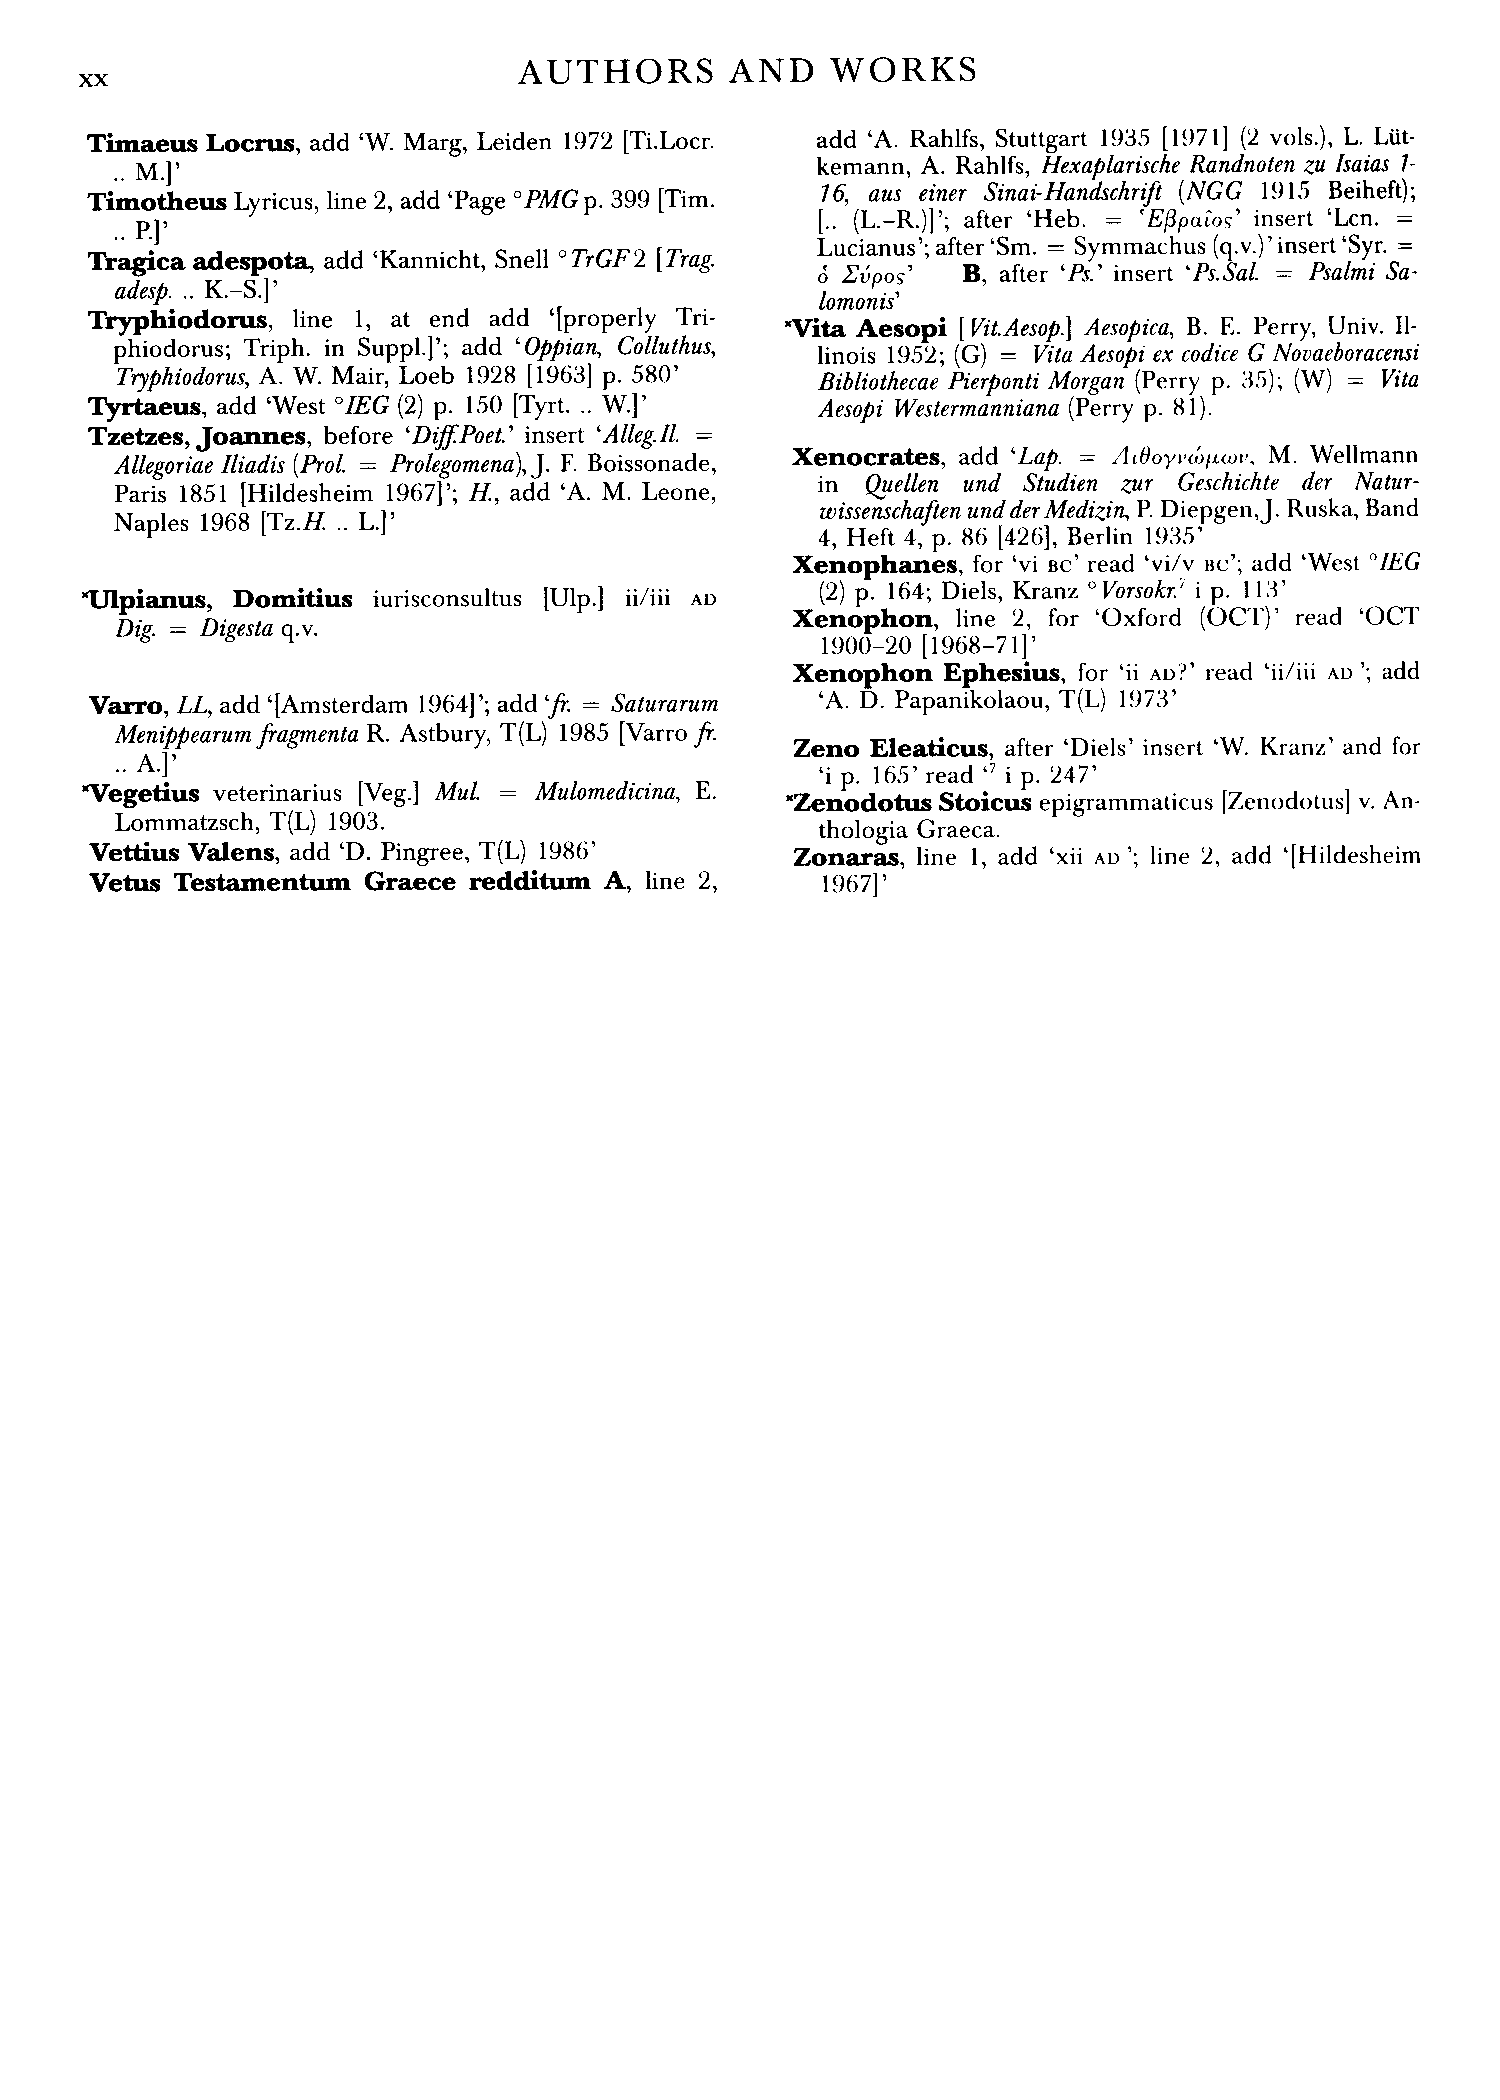 xx
AUTHORS AND WORKS
Timaeus Locrus, add ‘W. Marg, Leiden 1972 [Ti.Locr.
.. M.]’
Timotheus Lyricus, line 2, add ‘Page °PMG p. 399 [Tim.
.. P.]’
Tragica adespota, add ‘Kannicht, Snell °TrGF 2 [Trag.
adesp. .. K.–S.]’
Tryphiodorus, line 1, at end add ‘[properly Tri-
phiodorus; Triph. in Suppl.]’; add ‘Oppian, Colluthus,
Tryphiodorus, A. W. Mair, Loeb 1928 [1963] p. 580’
Tyrtaeus, add ‘West °IEG (2) p. 150 [Tyrt. .. W.]’
Tzetzes, Joannes, before ‘Diff.Poet.’ insert ‘Alleg.Il. =
Allegoriae Iliadis (Prol. = Prolegomena), J. F. Boissonade,
Paris 1851 [Hildesheim 1967]’; H., add ‘A. M. Leone,
Naples 1968 [Tz.H. .. L.]’
*Ulpianus, Domitius iurisconsultus [Ulp.] ii/iii AD
Dig. = Digesta q.v.
Varro, LL, add ‘[Amsterdam 1964]’; add ‘fr. = Saturarum
Menippearum fragmenta R. Astbury, T(L) 1985 [Varro fr.
.. A.]’
*Vegetius veterinarius [Veg.] Mul. = Mulomedicina, E.
Lommatzsch, T(L) 1903.
Vettius Valens, add ‘D. Pingree, T(L) 1986’
Vetus Testamentum Graece redditum A, line 2,
add ‘A. Rahlfs, Stuttgart 1935 [1971] (2 vols.), L. Lüt-
kemann, A. Rahlfs, Hexaplarische Randnoten zu Isaias 1-
16, aus einer Sinai-Handschrift (NGG 1915 Beiheft);
[.. (L.–R.)]’; after ‘Heb. = Ἑβραῖος’ insert ‘Lcn. =
Lucianus’; after ‘Sm. = Symmachus (q.v.)’ insert ‘Syr. =
ὁ Σύρος’ B, after ‘Ps.’ insert ‘Ps.Sal. = Psalmi Sa-
lomonis’
*Vita Aesopi [Vit.Aesop.] Aesopica, B. E. Perry, Univ. Il-
linois 1952; (G) = Vita Aesopi ex codice G Novaeboracensi
Bibliothecae Pierponti Morgan (Perry p. 35); (W) = Vita
Aesopi Westermanniana (Perry p. 81).
Xenocrates, add ‘Lap. = Λιθογνώμων, M. Wellmann
in Quellen und Studien zur Geschichte der Natur-
wissenschaften und der Medizin, P. Diepgen, J. Ruska, Band
4, Heft 4, p. 86 [426], Berlin 1935’
Xenophanes, for ‘vi BC’ read ‘vi/v BC’; add ‘West °IEG
(2) p. 164; Diels, Kranz °Vorsokr.⁷ i p. 113’
Xenophon, line 2, for ‘Oxford (OCT)’ read ‘OCT
1900–20 [1968–71]’
Xenophon Ephesius, for ‘ii AD?’ read ‘ii/iii AD ’; add
‘A. D. Papanikolaou, T(L) 1973’
Zeno Eleaticus, after ‘Diels’ insert ‘W. Kranz’ and for
‘i p. 165’ read ‘⁷ i p. 247’
*Zenodotus Stoicus epigrammaticus [Zenodotus] v. An-
thologia Graeca.
Zonaras, line 1, add ‘xii AD ’; line 2, add ‘[Hildesheim
1967]’